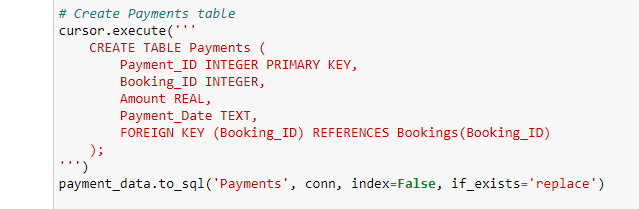 # Create Payments table
cursor.execute('''
    CREATE TABLE Payments (
        Payment_ID INTEGER PRIMARY KEY,
        Booking_ID INTEGER,
        Amount REAL,
        Payment_Date TEXT,
        FOREIGN KEY (Booking_ID) REFERENCES Bookings(Booking_ID)
    );
''')
payment_data.to_sql('Payments', conn, index=False, if_exists='replace')